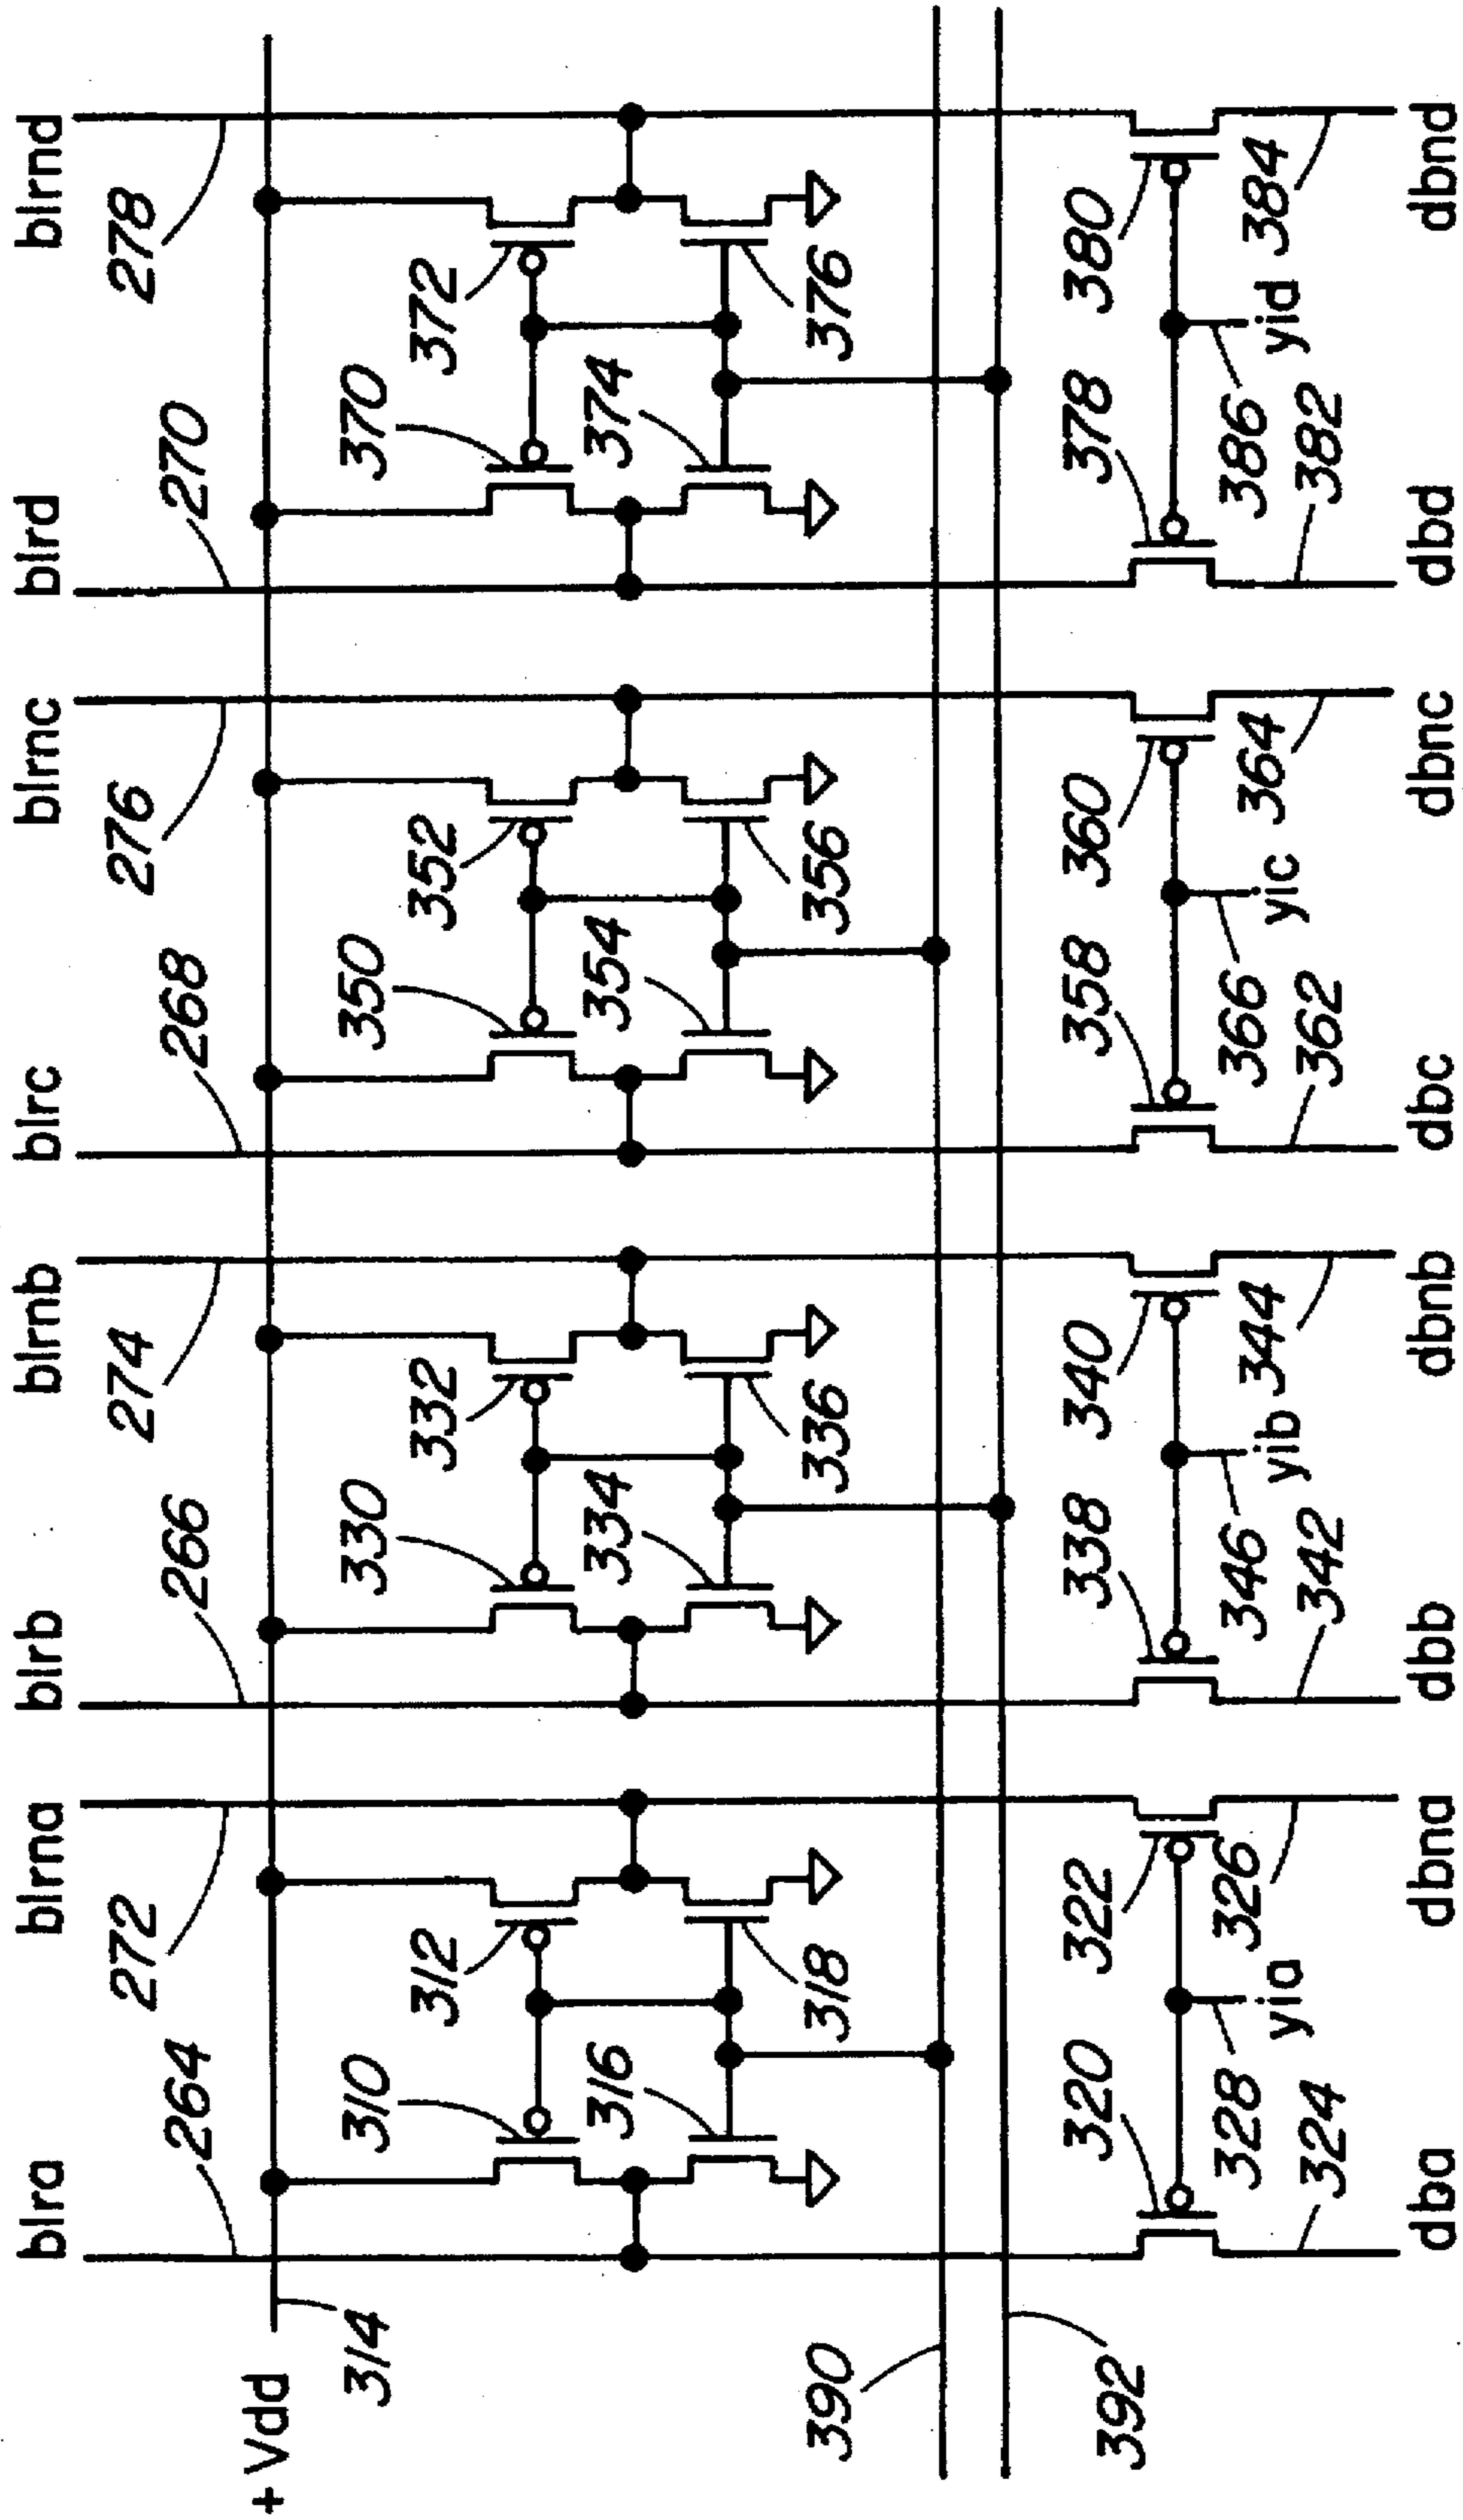 blra blrna blrb blrnb blrc blrnc blrd blrnd
272 274 276 278
264 266 268 270
+ Vdd
314 310 330 350 370
312 332 352 372
316 334 354 374
390 318 336 356 376
392 320 322 338 340 358 360 378 380
328 326 346 344 366 364 386 384
yia yib yic yid
324 342 362 382
dba dbna dbb dbnb dbc dbnc dbd dbnd